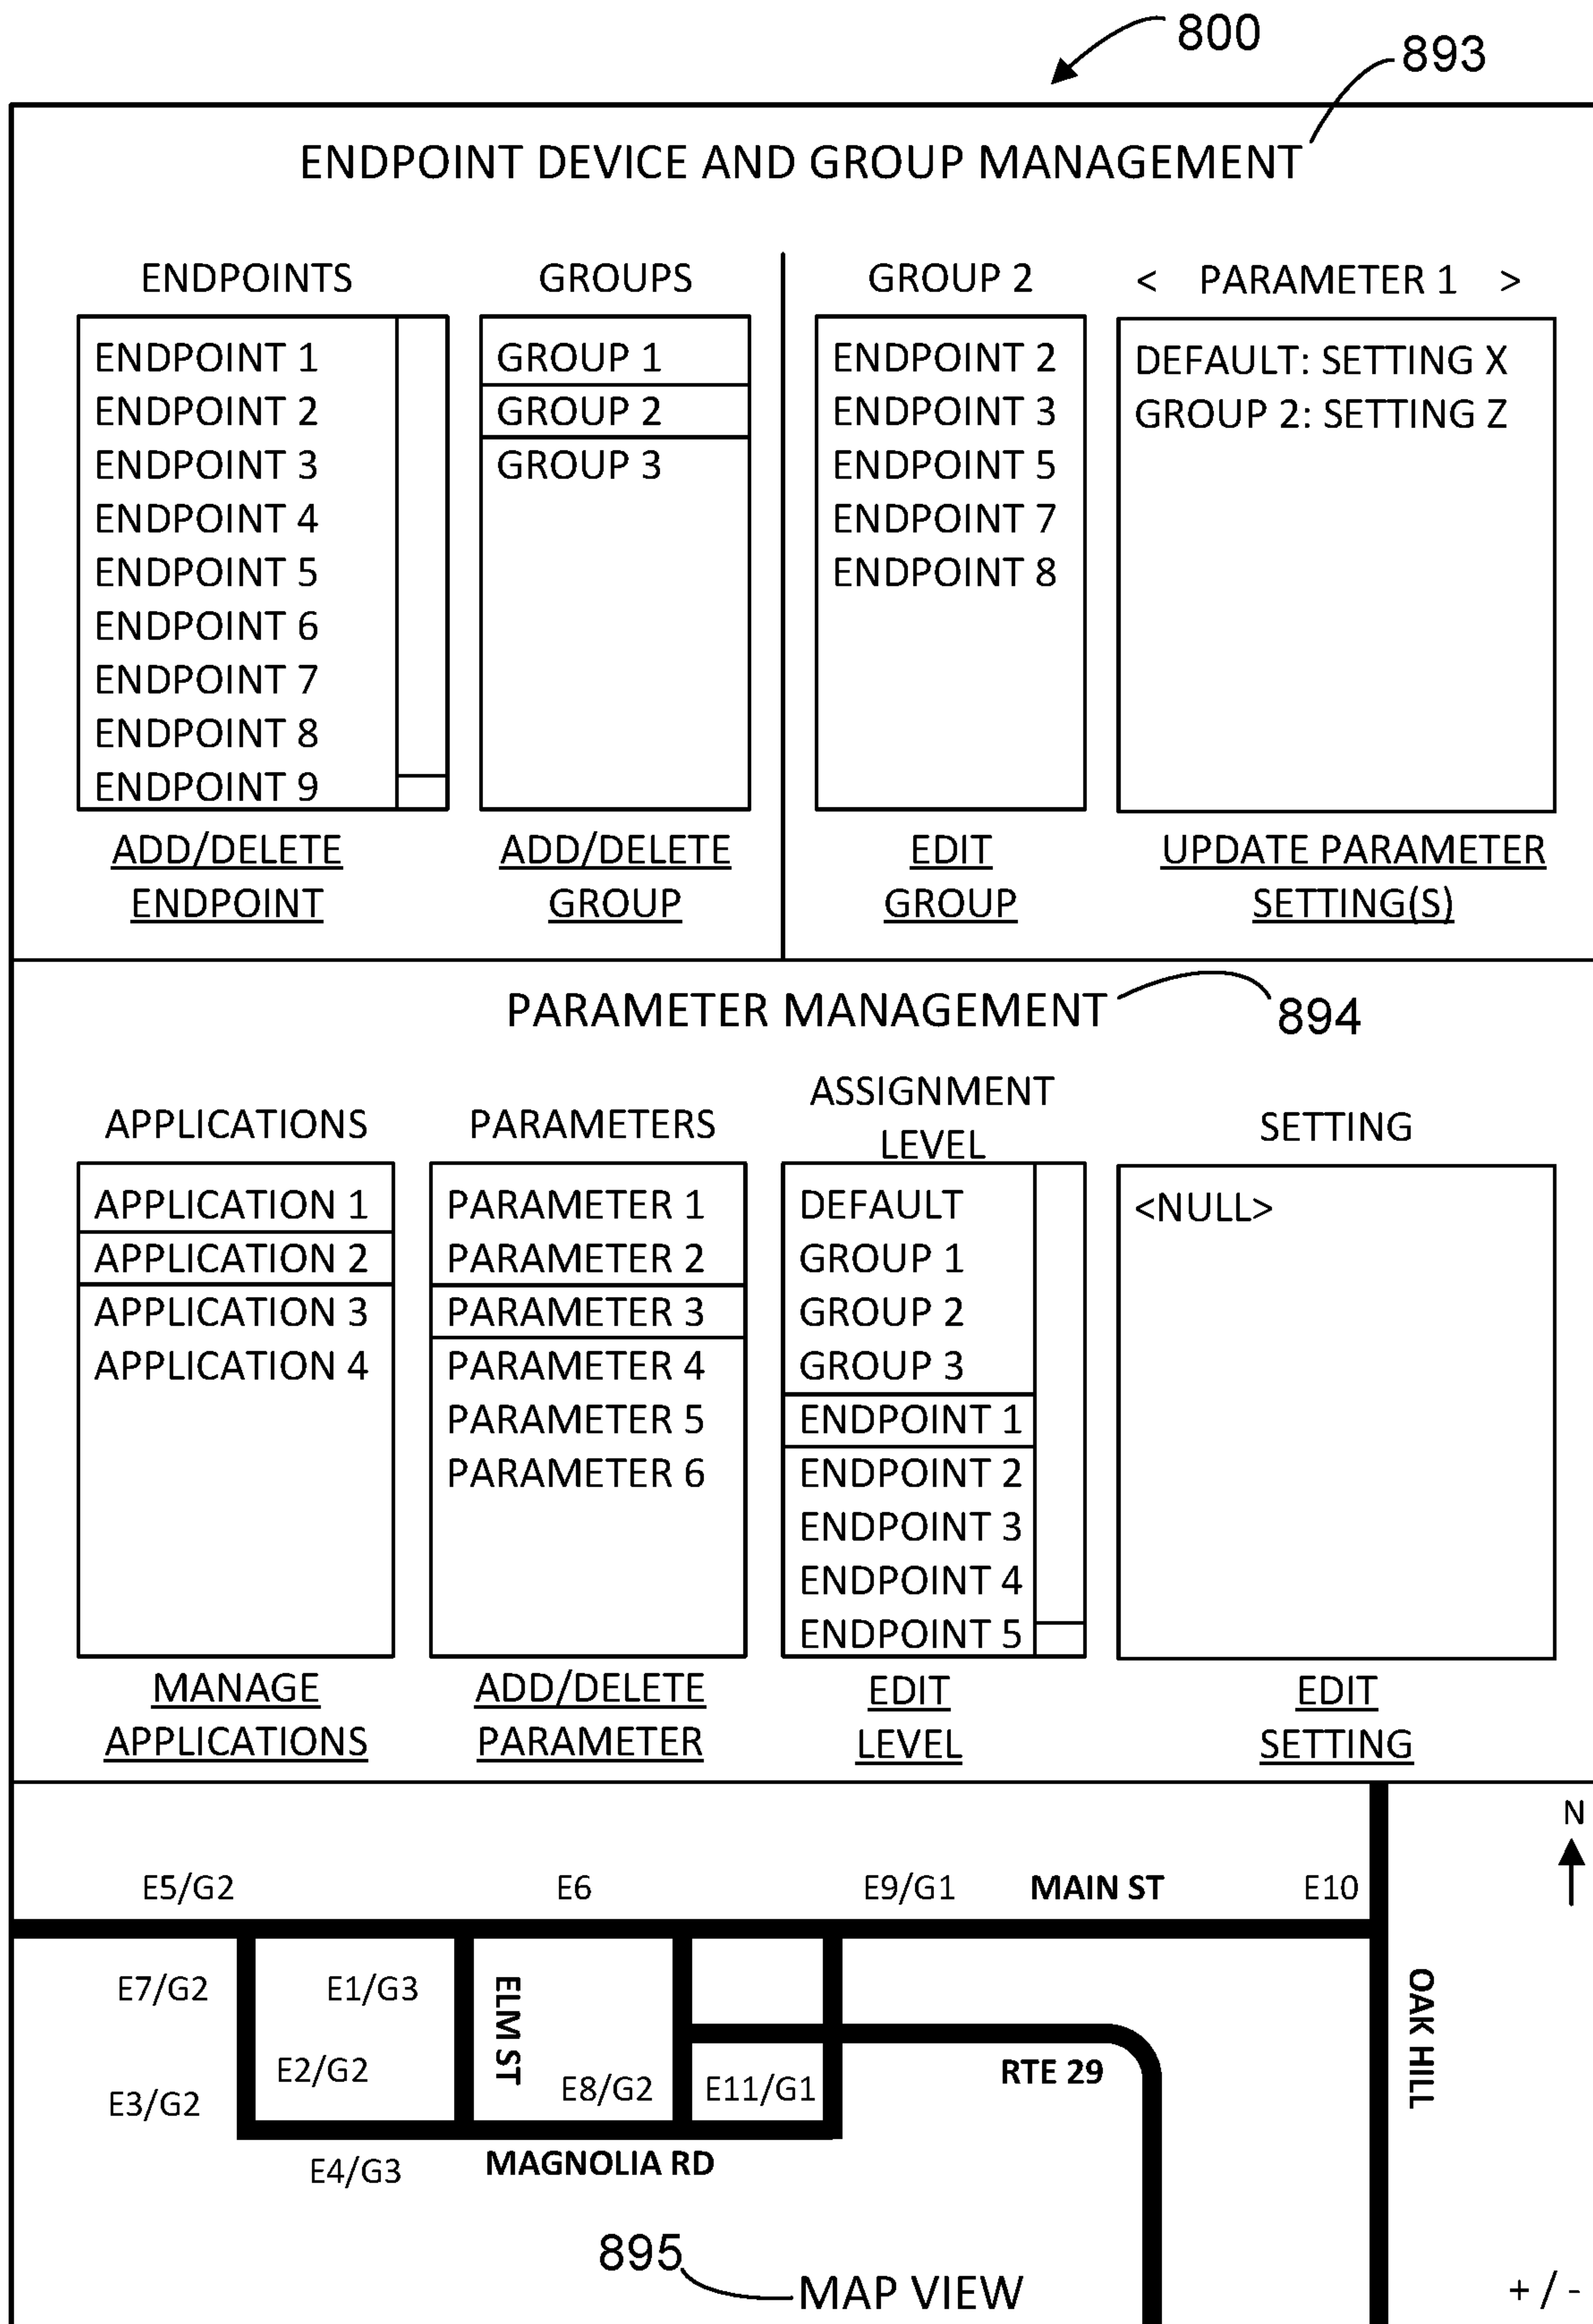 800
893
ENDPOINT DEVICE AND GROUP MANAGEMENT
ENDPOINTS
ENDPOINT 1
ENDPOINT 2
ENDPOINT 3
ENDPOINT 4
ENDPOINT 5
ENDPOINT 6
ENDPOINT 7
ENDPOINT 8
ENDPOINT 9
ADD/DELETE
ENDPOINT
GROUPS
GROUP 1
GROUP 2
GROUP 3
ADD/DELETE
GROUP
GROUP 2
ENDPOINT 2
ENDPOINT 3
ENDPOINT 5
ENDPOINT 7
ENDPOINT 8
EDIT
GROUP
< PARAMETER 1 >
DEFAULT: SETTING X
GROUP 2: SETTING Z
UPDATE PARAMETER
SETTING(S)
PARAMETER MANAGEMENT
894
APPLICATIONS
APPLICATION 1
APPLICATION 2
APPLICATION 3
APPLICATION 4
MANAGE
APPLICATIONS
PARAMETERS
PARAMETER 1
PARAMETER 2
PARAMETER 3
PARAMETER 4
PARAMETER 5
PARAMETER 6
ADD/DELETE
PARAMETER
ASSIGNMENT
LEVEL
DEFAULT
GROUP 1
GROUP 2
GROUP 3
ENDPOINT 1
ENDPOINT 2
ENDPOINT 3
ENDPOINT 4
ENDPOINT 5
EDIT
LEVEL
SETTING
<NULL>
EDIT
SETTING
N
E5/G2
E6
E9/G1
MAIN ST
E10
E7/G2
E1/G3
ELM ST
OAK HILL
E2/G2
E3/G2
E8/G2
E11/G1
RTE 29
E4/G3
MAGNOLIA RD
895
MAP VIEW
+ / -